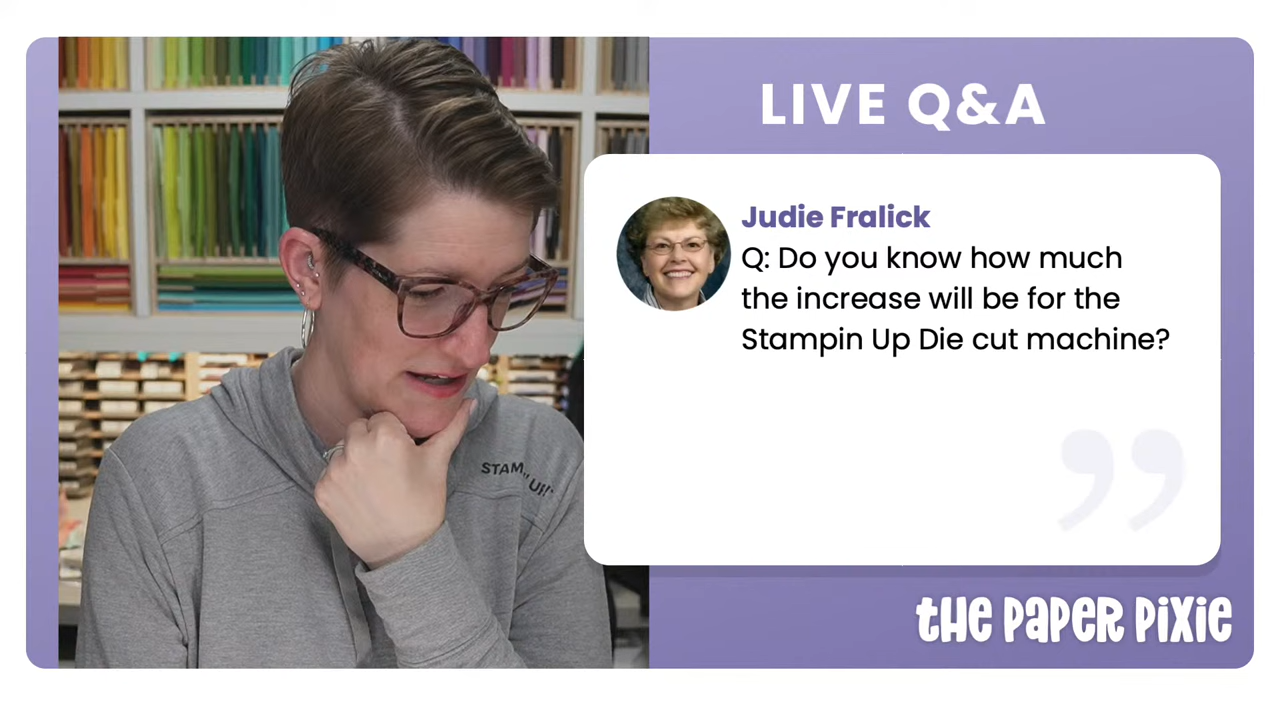 LIVE Q&A
Judie Fralick
Q: Do you know how much
the increase will be for the
Stampin Up Die cut machine?
the PAPER PIXIE